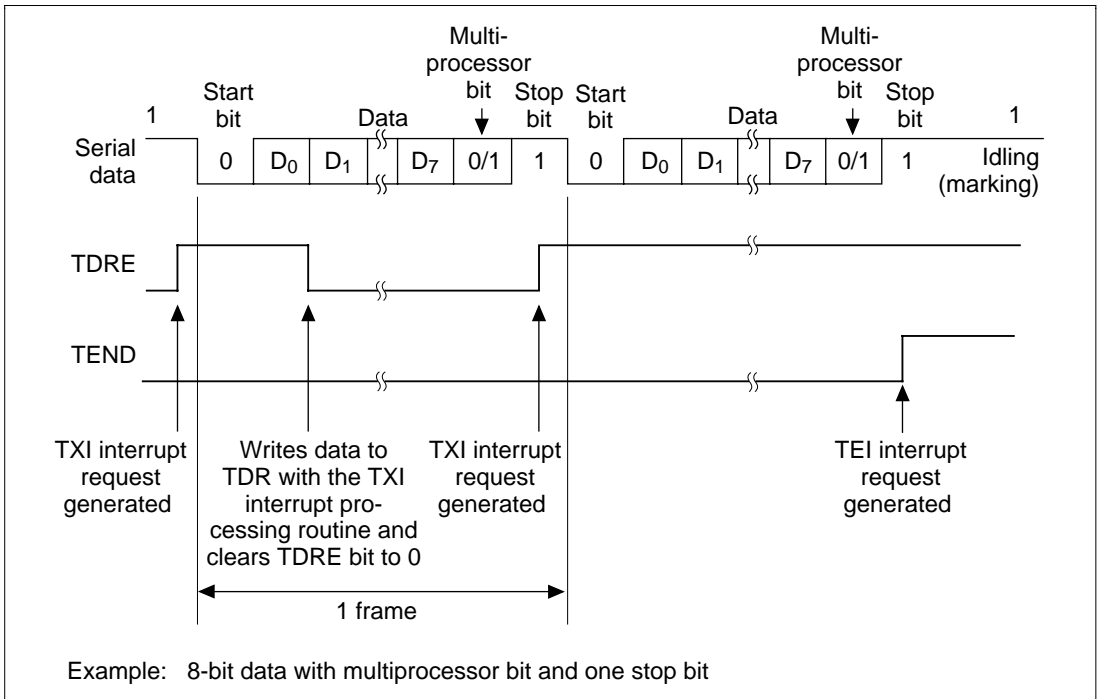 Multi-
processor
bit
Multi-
processor
bit
1
Start
bit
Data
Stop
bit
Start
bit
Data
Stop
bit
1
Serial
data
0 D0 D1 D7 0/1 1 0 D0 D1 D7 0/1 1
Idling
(marking)
TDRE
TEND
TXI interrupt
request
generated
Writes data to
TDR with the TXI
interrupt pro-
cessing routine and
clears TDRE bit to 0
TXI interrupt
request
generated
TEI interrupt
request
generated
1 frame
Example: 8-bit data with multiprocessor bit and one stop bit